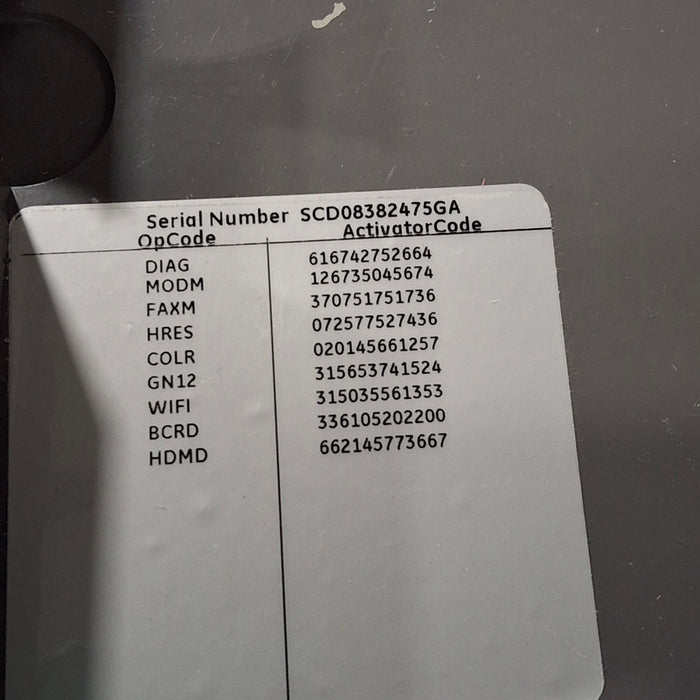 Serial Number SCD08382475GA
OpCode ActivatorCode
DIAG 616742752664
MODM 126735045674
FAXM 370751751736
HRES 072577527436
COLR 020145661257
GN12 315653741524
WIFI 315035561353
BCRD 336105202200
HDMD 662145773667